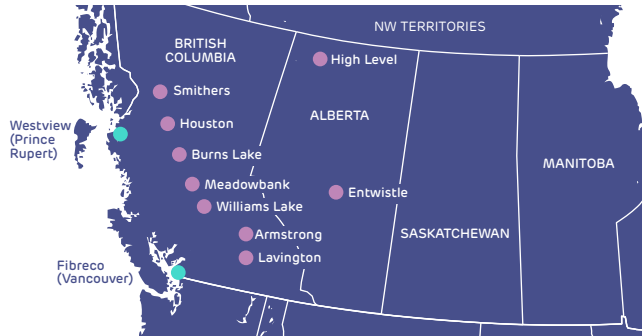 NW TERRITORIES
BRITISH
COLUMBIA
High Level
Smithers
ALBERTA
Westview
(Prince
Rupert)
Houston
Burns Lake
MANITOBA
Meadowbank
Entwistle
Williams Lake
Armstrong
SASKATCHEWAN
Lavington
Fibreco
(Vancouver)